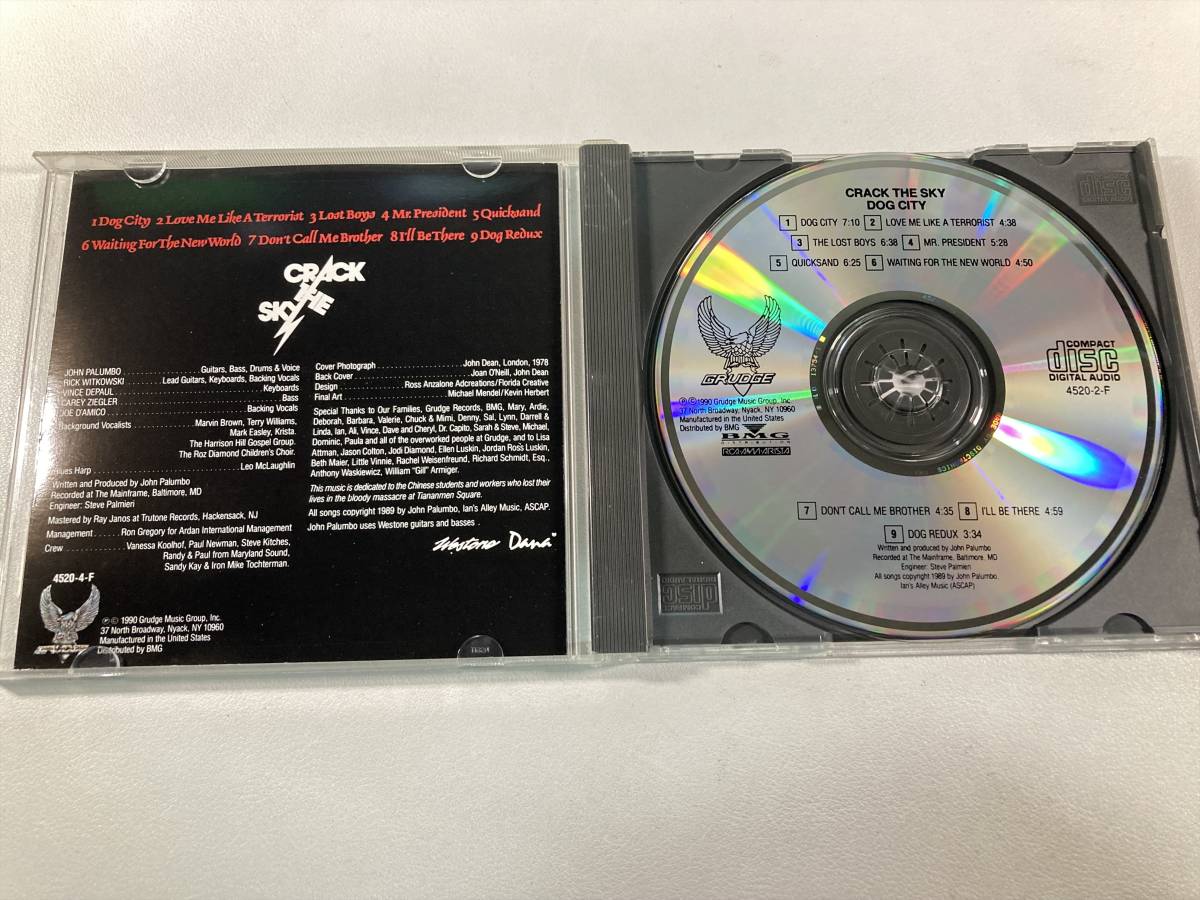 1 Dog City 2 Love Me Like A Terrorist 3 Lost Boys 4 Mr. President 5 Quicksand
6 Waiting For The New World 7 Don't Call Me Brother 8 I'll Be There 9 Dog Redux
CRACK
THE
SKY
JOHN PALUMBO Guitars, Bass, Drums & Voice
RICK WITKOWSKI Lead Guitars, Keyboards, Backing Vocals
VINCE DEPAUL Keyboards
CAREY ZIEGLER Bass
JOE D'AMICO Backing Vocals
Background Vocalists Marvin Brown, Terry Williams,
Mark Easley, Krista.
The Harrison Hill Gospel Group.
The Roz Diamond Children's Choir.
Blues Harp Leo McLaughlin
Written and Produced by John Palumbo
Recorded at The Mainframe, Baltimore, MD
Engineer: Steve Palmieri
Mastered by Ray Janos at Trutone Records, Hackensack, NJ
Management Ron Gregory for Ardan International Management
Crew Vanessa Koolhof, Paul Newman, Steve Kitches,
Randy & Paul from Maryland Sound,
Sandy Kay & Iron Mike Tochterman.
4520-4-F
GRUDGE
℗ © 1990 Grudge Music Group, Inc.
37 North Broadway, Nyack, NY 10960
Manufactured in the United States
Distributed by BMG
Cover Photograph John Dean, London, 1978
Back Cover Joan O'Neill, John Dean
Design Ross Anzalone Adcreations/Florida Creative
Final Art Michael Mendel/Kevin Herbert
Special Thanks to Our Families, Grudge Records, BMG, Mary, Ardie,
Deborah, Barbara, Valerie, Chuck & Mimi, Denny, Sal, Lynn, Darrell &
Linda, Ian, Ali, Vince, Dave and Cheryl, Dr. Capito, Sarah & Steve, Michael,
Dominic, Paula and all of the overworked people at Grudge, and to Lisa
Attman, Jason Colton, Jodi Diamond, Ellen Luskin, Jordan Ross Luskin,
Beth Maier, Little Vinnie, Rachel Weisenfreund, Richard Schmidt, Esq.,
Anthony Waskiewicz, William "Gill" Armiger.
This music is dedicated to the Chinese students and workers who lost their
lives in the bloody massacre at Tiananmen Square.
All songs copyright 1989 by John Palumbo, Ian's Alley Music, ASCAP.
John Palumbo uses Westone guitars and basses.
Westone Dana
CRACK THE SKY
DOG CITY
1 DOG CITY 7:10 2 LOVE ME LIKE A TERRORIST 4:38
3 THE LOST BOYS 6:38 4 MR. PRESIDENT 5:28
5 QUICKSAND 6:25 6 WAITING FOR THE NEW WORLD 4:50
GRUDGE
℗ © 1990 Grudge Music Group, Inc.
37 North Broadway, Nyack, NY 10960
Manufactured in the United States
Distributed by BMG
BMG
DISTRIBUTION
RCA A&M ARISTA
COMPACT
disc
DIGITAL AUDIO
4520-2-F
7 DON'T CALL ME BROTHER 4:35 8 I'LL BE THERE 4:59
9 DOG REDUX 3:34
Written and produced by John Palumbo
Recorded at The Mainframe, Baltimore, MD
Engineer: Steve Palmieri
All songs copyright 1989 by John Palumbo,
Ian's Alley Music (ASCAP)
disc
DIGITAL AUDIO
COMPACT
disc
DIGITAL AUDIO